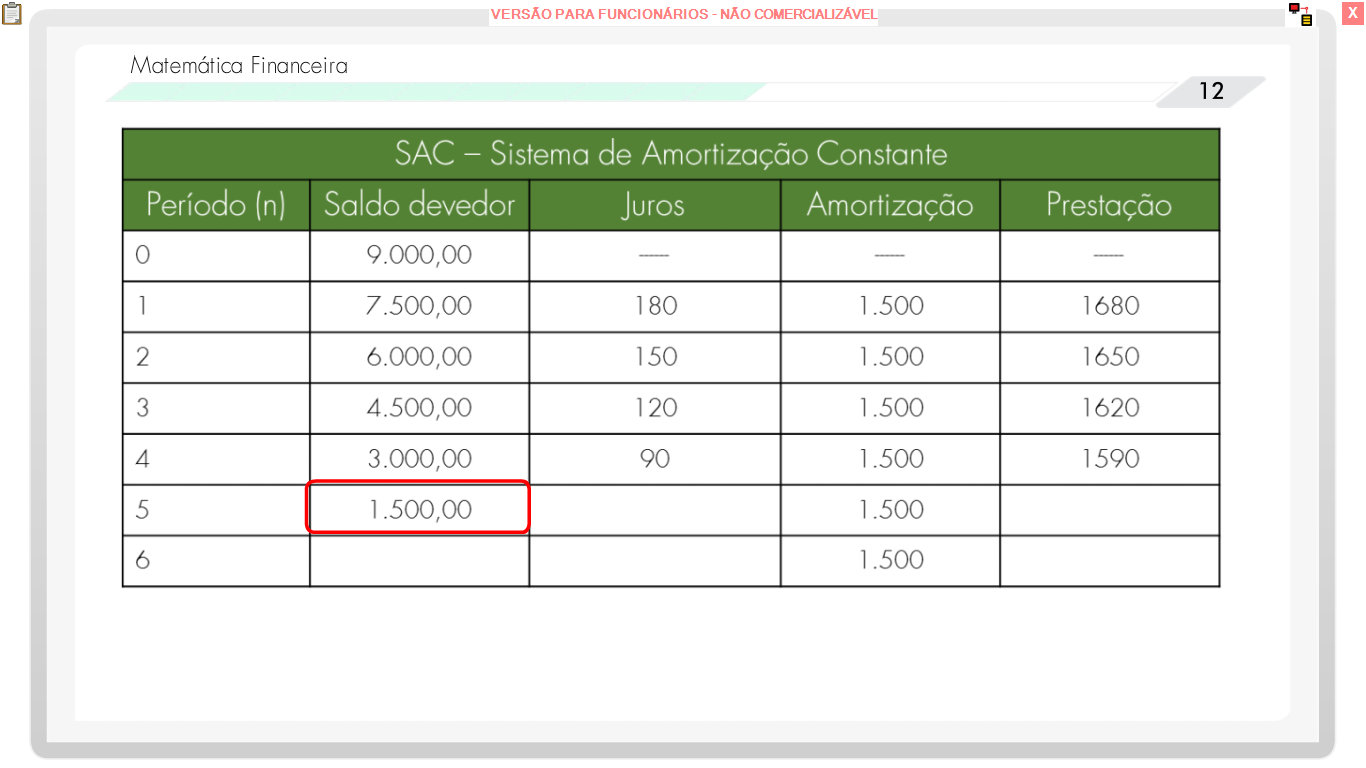 VERSÃO PARA FUNCIONÁRIOS - NÃO COMERCIALIZÁVEL
X
Matemática Financeira
12
SAC – Sistema de Amortização Constante
Período (n) Saldo devedor Juros Amortização Prestação
0 9.000,00 ------ ------ ------
1 7.500,00 180 1.500 1680
2 6.000,00 150 1.500 1650
3 4.500,00 120 1.500 1620
4 3.000,00 90 1.500 1590
5 1.500,00 1.500
6 1.500